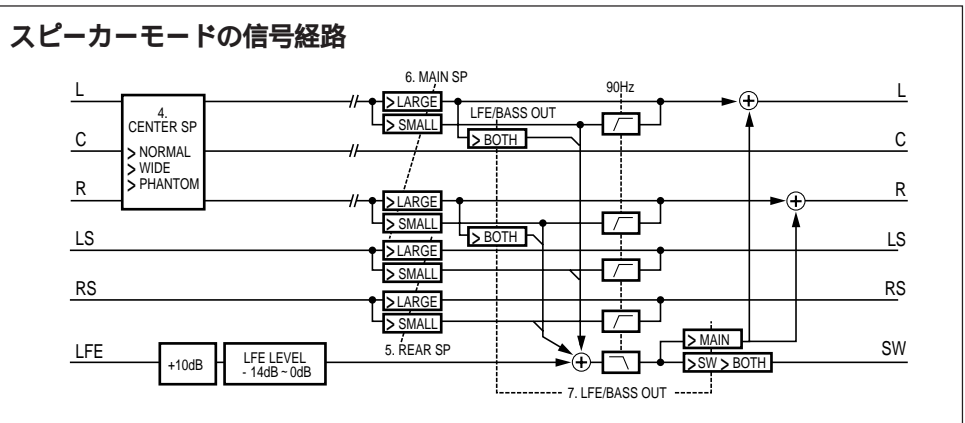 スピーカーモードの信号経路
6. MAIN SP
90Hz
L
4.
CENTER SP
> NORMAL
> WIDE
> PHANTOM
> LARGE
> SMALL
LFE/BASS OUT
> BOTH
L
C
C
R
> LARGE
> SMALL
> BOTH
R
LS
> LARGE
> SMALL
LS
RS
> LARGE
> SMALL
RS
5. REAR SP
LFE
+10dB
LFE LEVEL
- 14dB ~ 0dB
> MAIN
> SW > BOTH
SW
7. LFE/BASS OUT